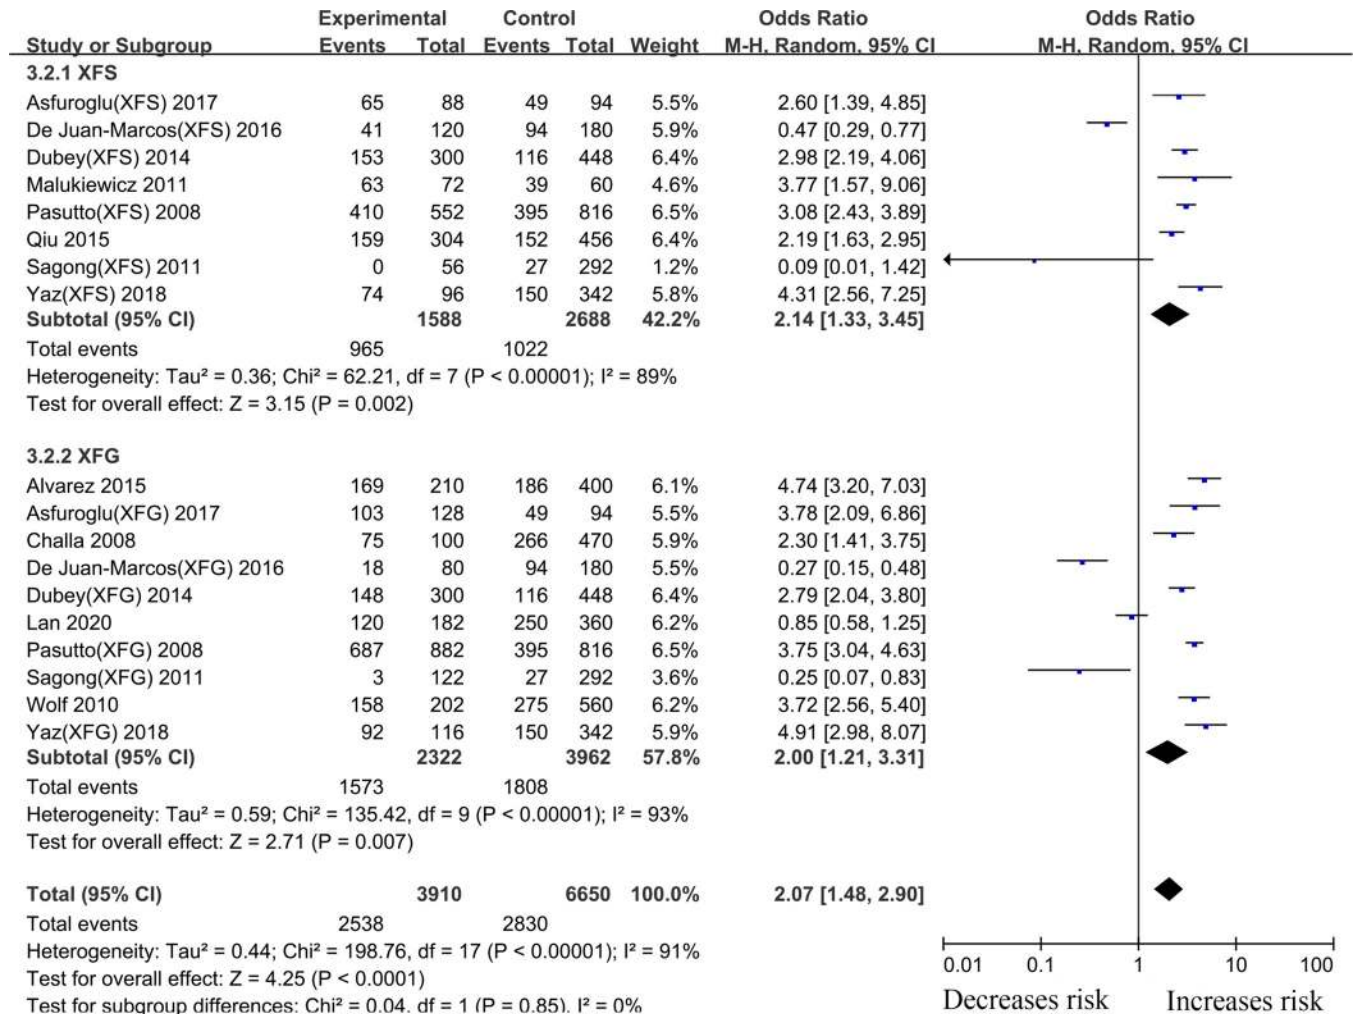 Experimental Control Odds Ratio Odds Ratio
Study or Subgroup Events Total Events Total Weight M-H, Random, 95% CI M-H, Random, 95% CI
3.2.1 XFS
Asfuroglu(XFS) 2017 65 88 49 94 5.5% 2.60 [1.39, 4.85]
De Juan-Marcos(XFS) 2016 41 120 94 180 5.9% 0.47 [0.29, 0.77]
Dubey(XFS) 2014 153 300 116 448 6.4% 2.98 [2.19, 4.06]
Malukiewicz 2011 63 72 39 60 4.6% 3.77 [1.57, 9.06]
Pasutto(XFS) 2008 410 552 395 816 6.5% 3.08 [2.43, 3.89]
Qiu 2015 159 304 152 456 6.4% 2.19 [1.63, 2.95]
Sagong(XFS) 2011 0 56 27 292 1.2% 0.09 [0.01, 1.42]
Yaz(XFS) 2018 74 96 150 342 5.8% 4.31 [2.56, 7.25]
Subtotal (95% CI) 1588 2688 42.2% 2.14 [1.33, 3.45]
Total events 965 1022
Heterogeneity: Tau² = 0.36; Chi² = 62.21, df = 7 (P < 0.00001); I² = 89%
Test for overall effect: Z = 3.15 (P = 0.002)
3.2.2 XFG
Alvarez 2015 169 210 186 400 6.1% 4.74 [3.20, 7.03]
Asfuroglu(XFG) 2017 103 128 49 94 5.5% 3.78 [2.09, 6.86]
Challa 2008 75 100 266 470 5.9% 2.30 [1.41, 3.75]
De Juan-Marcos(XFG) 2016 18 80 94 180 5.5% 0.27 [0.15, 0.48]
Dubey(XFG) 2014 148 300 116 448 6.4% 2.79 [2.04, 3.80]
Lan 2020 120 182 250 360 6.2% 0.85 [0.58, 1.25]
Pasutto(XFG) 2008 687 882 395 816 6.5% 3.75 [3.04, 4.63]
Sagong(XFG) 2011 3 122 27 292 3.6% 0.25 [0.07, 0.83]
Wolf 2010 158 202 275 560 6.2% 3.72 [2.56, 5.40]
Yaz(XFG) 2018 92 116 150 342 5.9% 4.91 [2.98, 8.07]
Subtotal (95% CI) 2322 3962 57.8% 2.00 [1.21, 3.31]
Total events 1573 1808
Heterogeneity: Tau² = 0.59; Chi² = 135.42, df = 9 (P < 0.00001); I² = 93%
Test for overall effect: Z = 2.71 (P = 0.007)
Total (95% CI) 3910 6650 100.0% 2.07 [1.48, 2.90]
Total events 2538 2830
Heterogeneity: Tau² = 0.44; Chi² = 198.76, df = 17 (P < 0.00001); I² = 91%
Test for overall effect: Z = 4.25 (P < 0.0001)
Test for subgroup differences: Chi² = 0.04, df = 1 (P = 0.85), I² = 0%
0.01 0.1 1 10 100
Decreases risk Increases risk